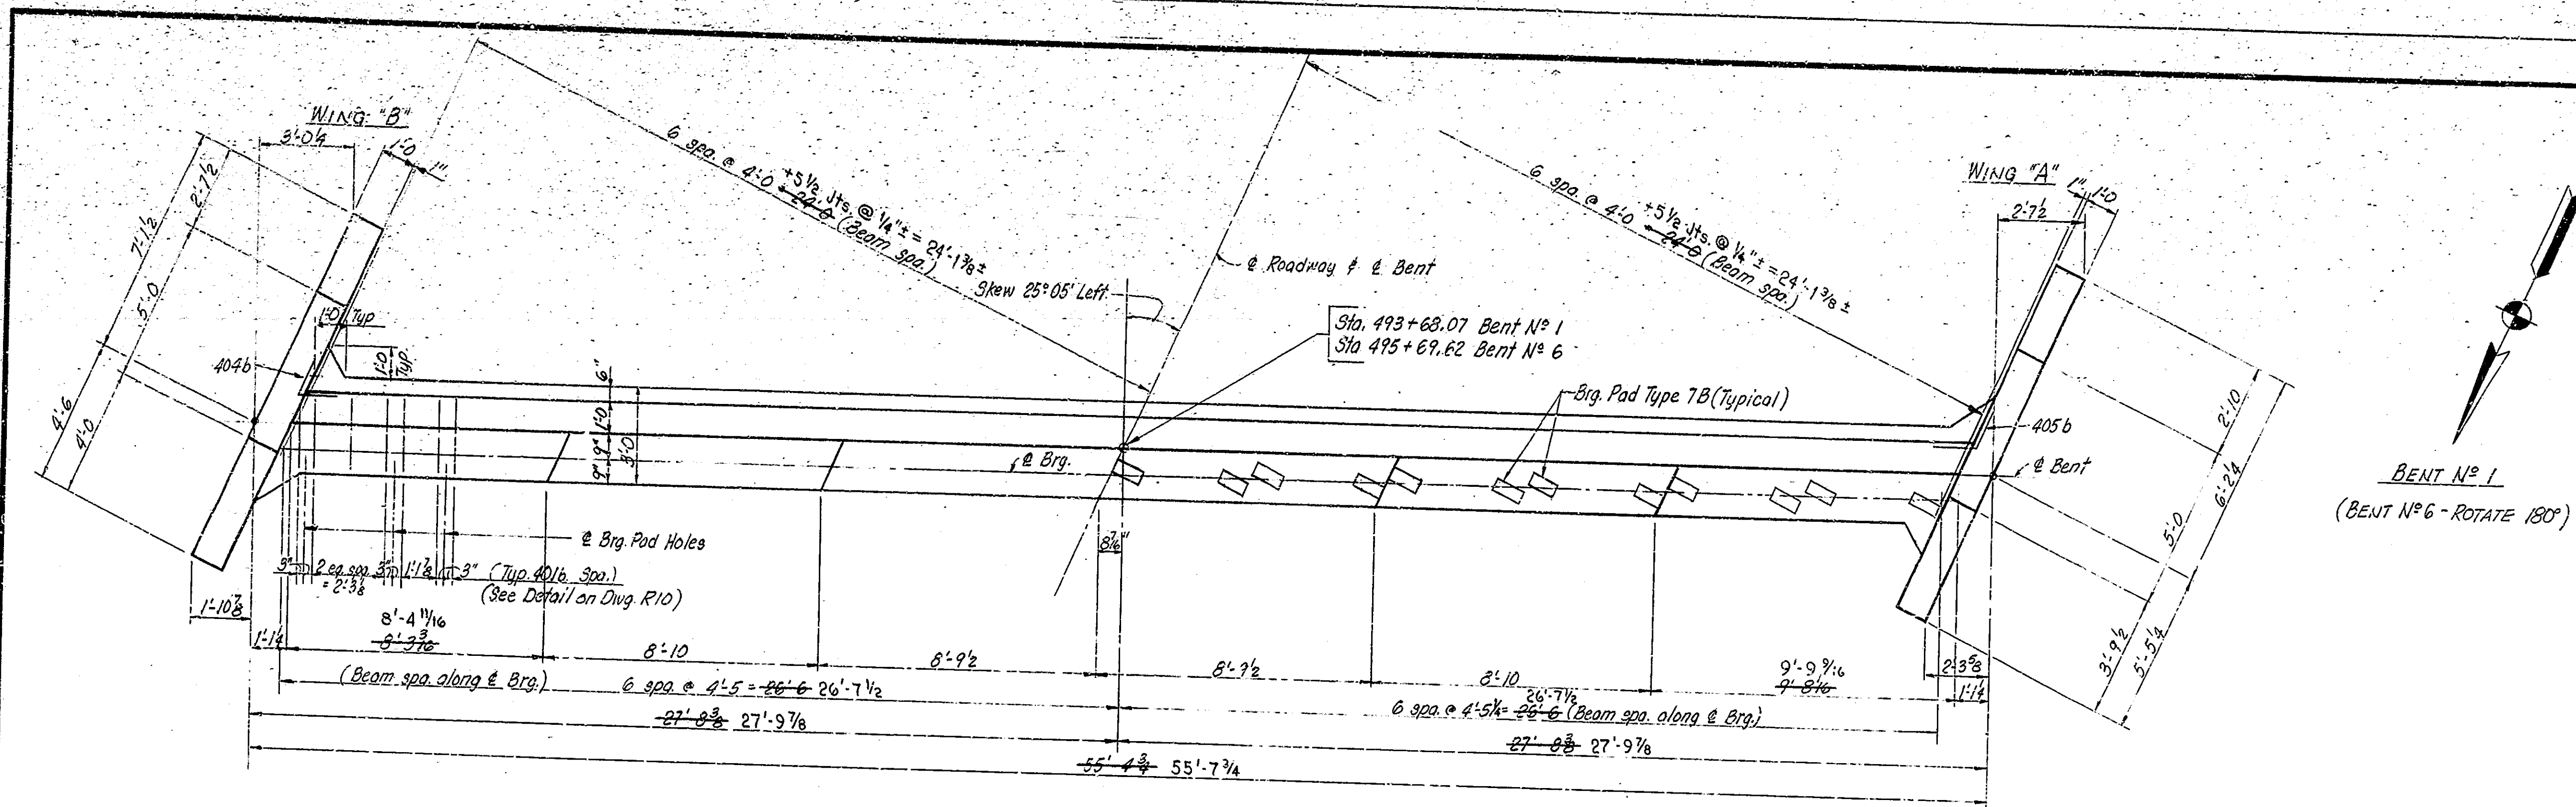 WING "B"
3'-0¼
1'-0
1"
2'-7½
7'-1½
5'-0
4'-6
4'-0
6 spa. @ 4'-0 +5½ Jts. @ ¼"± = 24'-1⅜±
= 24'-0 (Beam spa.)
Skew 25°05' Left
℄ Roadway & ℄ Bent
6 spa. @ 4'-0 +5½ Jts. @ ¼"± = 24'-1⅜±
= 24'-0 (Beam spa.)
WING "A"
1"
1'-0
2'-7½
Sta. 493+68.07 Bent Nº 1
Sta. 495+69.62 Bent Nº 6
1'-0 Typ
1'-0 Typ.
404b
6"
1'-0
9"
9"
3'-0
Brg. Pad Type 7B (Typical)
℄ Brg.
405b
℄ Bent
2'-10
6'-2¼
5'-0
3'-9½
5'-5¼
BENT Nº 1
(BENT Nº 6 - ROTATE 180°)
℄ Brg. Pad Holes
8⅞"
3"
2 eq. spa.
= 2'-3⅜
3"
1'-1⅞
3"
(Typ. 401b. Spa.)
(See Detail on Dwg. R10)
1'-10⅞
1'-1¼
8'-4 11/16
8'-3 3/16
8'-10
8'-9½
8'-9½
8'-10
9'-9 9/16
9'-8 1/16
2'-3⅝
1'-1¼
(Beam spa. along ℄ Brg.)
6 spa. @ 4'-5 = 26'-6 26'-7½
26'-7½
6 spa. @ 4'-5¼ = 26'-6 (Beam spa. along ℄ Brg.)
27'-8⅜ 27'-9⅞
27'-8⅜ 27'-9⅞
55'-4¾ 55'-7¾